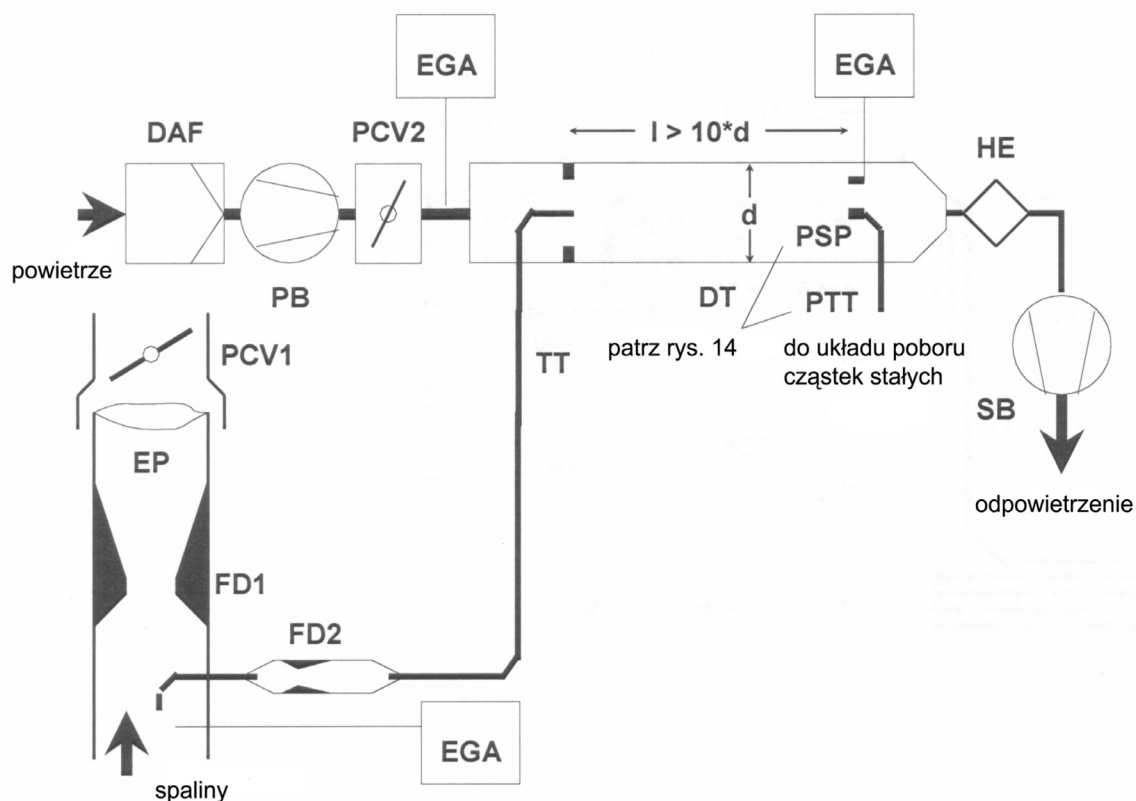 EGA
EGA
DAF
PCV2
l > 10*d
HE
d
powietrze
PB
PSP
DT
PTT
PCV1
TT
patrz rys. 14
do układu poboru
cząstek stałych
SB
EP
odpowietrzenie
FD1
FD2
EGA
spaliny